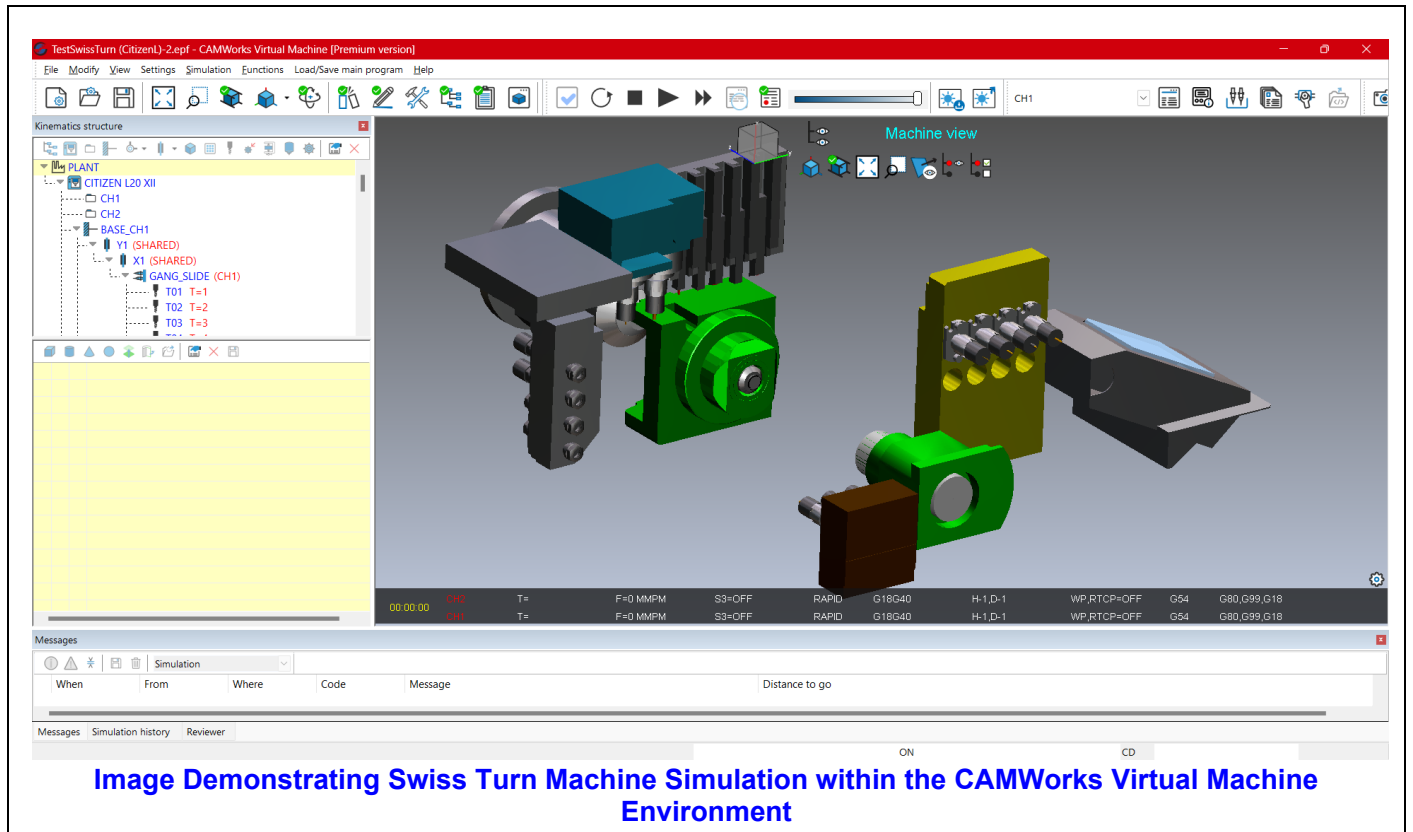 TestSwissTurn (CitizenL)-2.epf - CAMWorks Virtual Machine [Premium version]
File Modify View Settings Simulation Functions Load/Save main program Help
CH1
Kinematics structure
Machine view
PLANT
CITIZEN L20 XII
CH1
CH2
BASE_CH1
Y1 (SHARED)
X1 (SHARED)
GANG_SLIDE (CH1)
T01 T=1
T02 T=2
T03 T=3
00:00:00
CH2 T= F=0 MMPM S3=OFF RAPID G18G40 H-1,D-1 WP,RTCP=OFF G54 G80,G99,G18
CH1 T= F=0 MMPM S3=OFF RAPID G18G40 H-1,D-1 WP,RTCP=OFF G54 G80,G99,G18
Messages
Simulation
When From Where Code Message Distance to go
Messages Simulation history Reviewer
ON CD
Image Demonstrating Swiss Turn Machine Simulation within the CAMWorks Virtual Machine
Environment